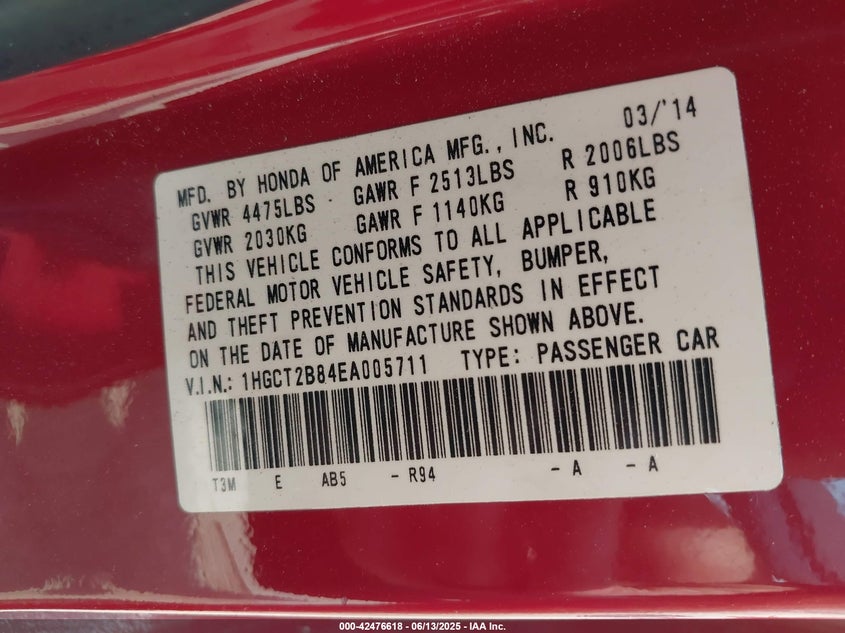 03/'14
MFD. BY HONDA OF AMERICA MFG., INC.
GVWR 4475LBS GAWR F 2513LBS R 2006LBS
GVWR 2030KG GAWR F 1140KG R 910KG
THIS VEHICLE CONFORMS TO ALL APPLICABLE
FEDERAL MOTOR VEHICLE SAFETY, BUMPER,
AND THEFT PREVENTION STANDARDS IN EFFECT
ON THE DATE OF MANUFACTURE SHOWN ABOVE.
V.I.N.: 1HGCT2B84EA005711 TYPE: PASSENGER CAR
T3M E AB5 - R94 - A - A
000-42476618 - 06/13/2025 - IAA Inc.